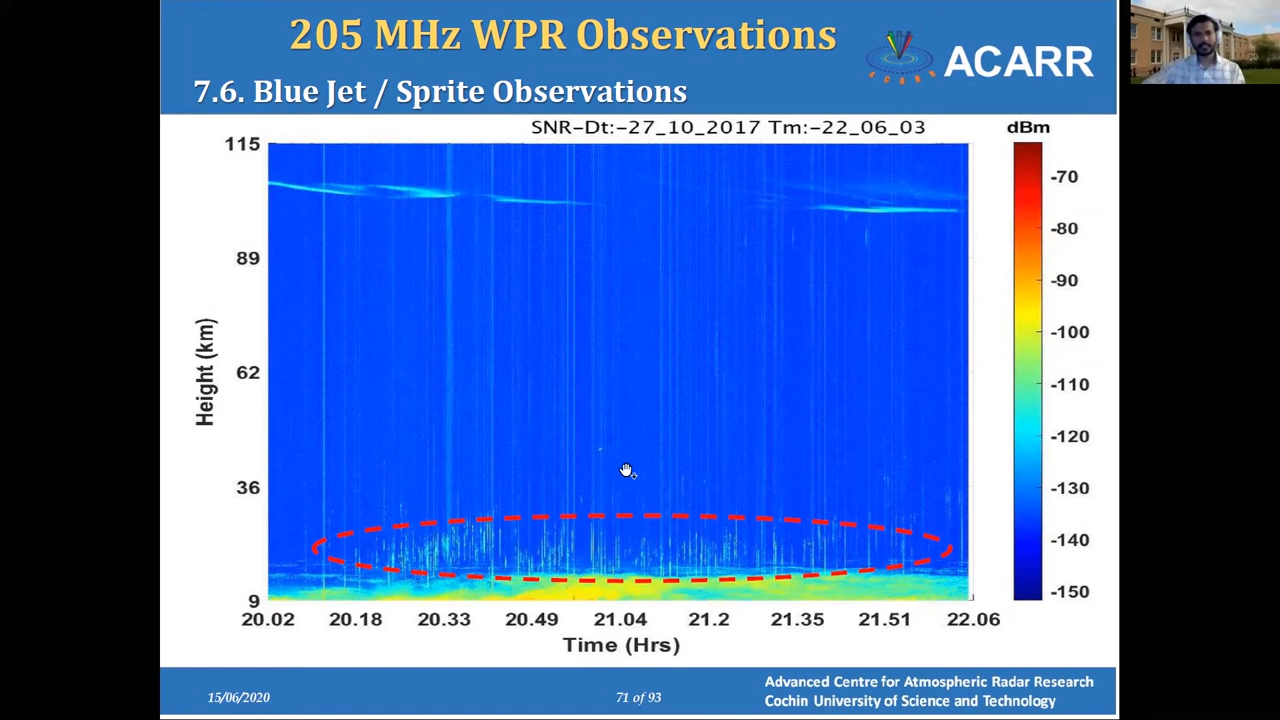 205 MHz WPR Observations
ACARR
ACARR
7.6. Blue Jet / Sprite Observations
SNR-Dt:-27_10_2017 Tm:-22_06_03
dBm
115
89
62
36
9
Height (km)
20.02 20.18 20.33 20.49 21.04 21.2 21.35 21.51 22.06
Time (Hrs)
-70
-80
-90
-100
-110
-120
-130
-140
-150
15/06/2020
71 of 93
Advanced Centre for Atmospheric Radar Research
Cochin University of Science and Technology